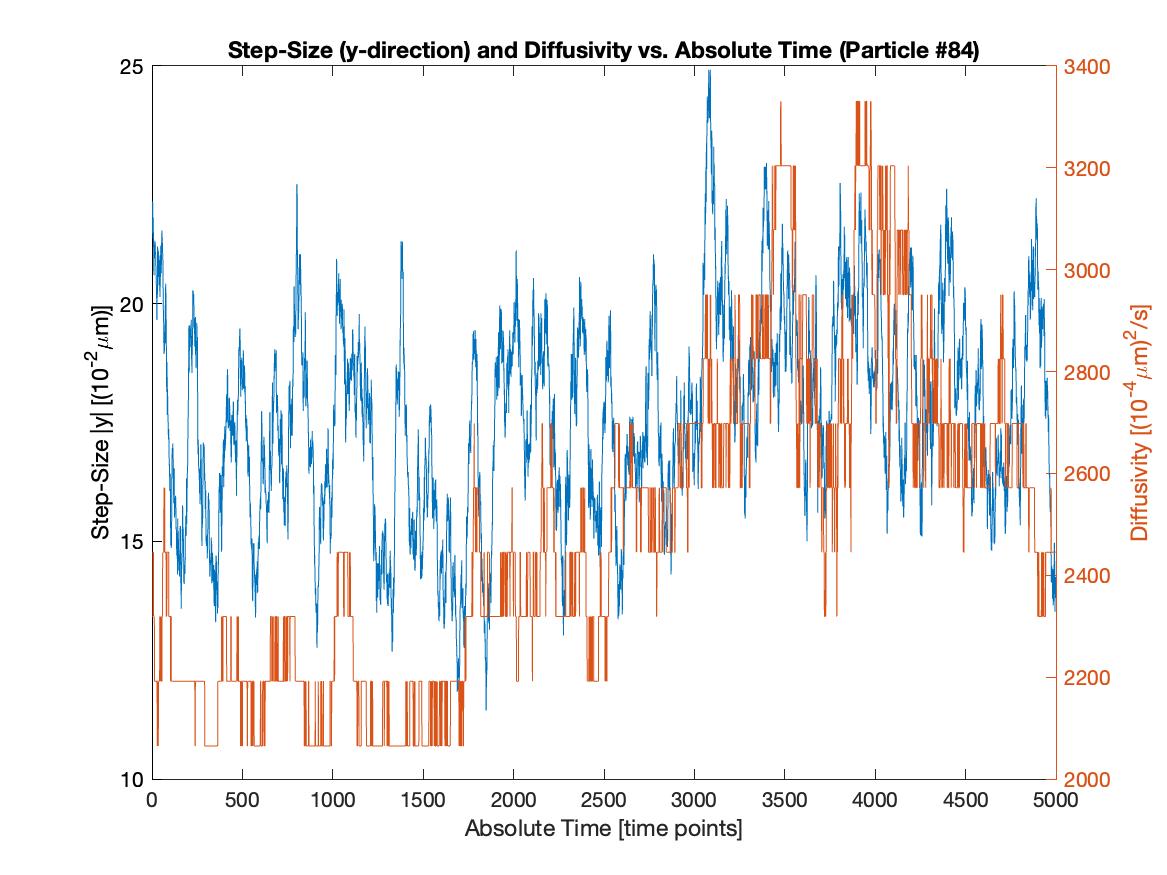 Step-Size (y-direction) and Diffusivity vs. Absolute Time (Particle #84)
25
20
15
10
Step-Size |y| [(10⁻² μm)]
3400
3200
3000
2800
2600
2400
2200
2000
Diffusivity [(10⁻⁴ μm)²/s]
0 500 1000 1500 2000 2500 3000 3500 4000 4500 5000
Absolute Time [time points]